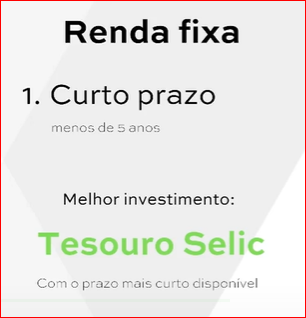 Renda fixa
1. Curto prazo
menos de 5 anos
Melhor investimento:
Tesouro Selic
Com o prazo mais curto disponível